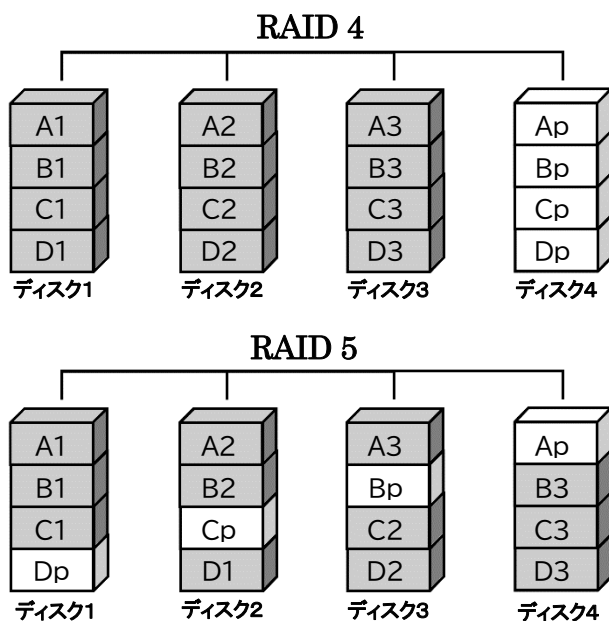 RAID 4
A1 A2 A3 Ap
B1 B2 B3 Bp
C1 C2 C3 Cp
D1 D2 D3 Dp
ディスク1 ディスク2 ディスク3 ディスク4
RAID 5
A1 A2 A3 Ap
B1 B2 Bp B3
C1 Cp C2 C3
Dp D1 D2 D3
ディスク1 ディスク2 ディスク3 ディスク4